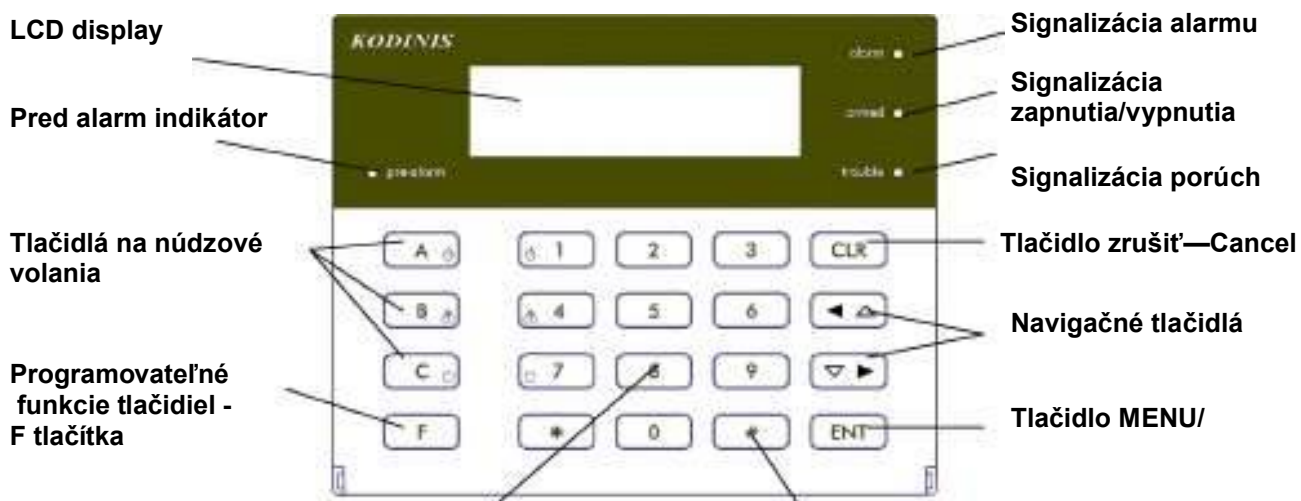 LCD display
Pred alarm indikátor
Tlačidlá na núdzové
volania
Programovateľné
funkcie tlačidiel -
F tlačítka
KODINIS
alarm
armed
trouble
pre-alarm
A 1 2 3 CLR
B 4 5 6
C 7 8 9
F * 0 # ENT
Signalizácia alarmu
Signalizácia
zapnutia/vypnutia
Signalizácia porúch
Tlačidlo zrušiť—Cancel
Navigačné tlačidlá
Tlačidlo MENU/